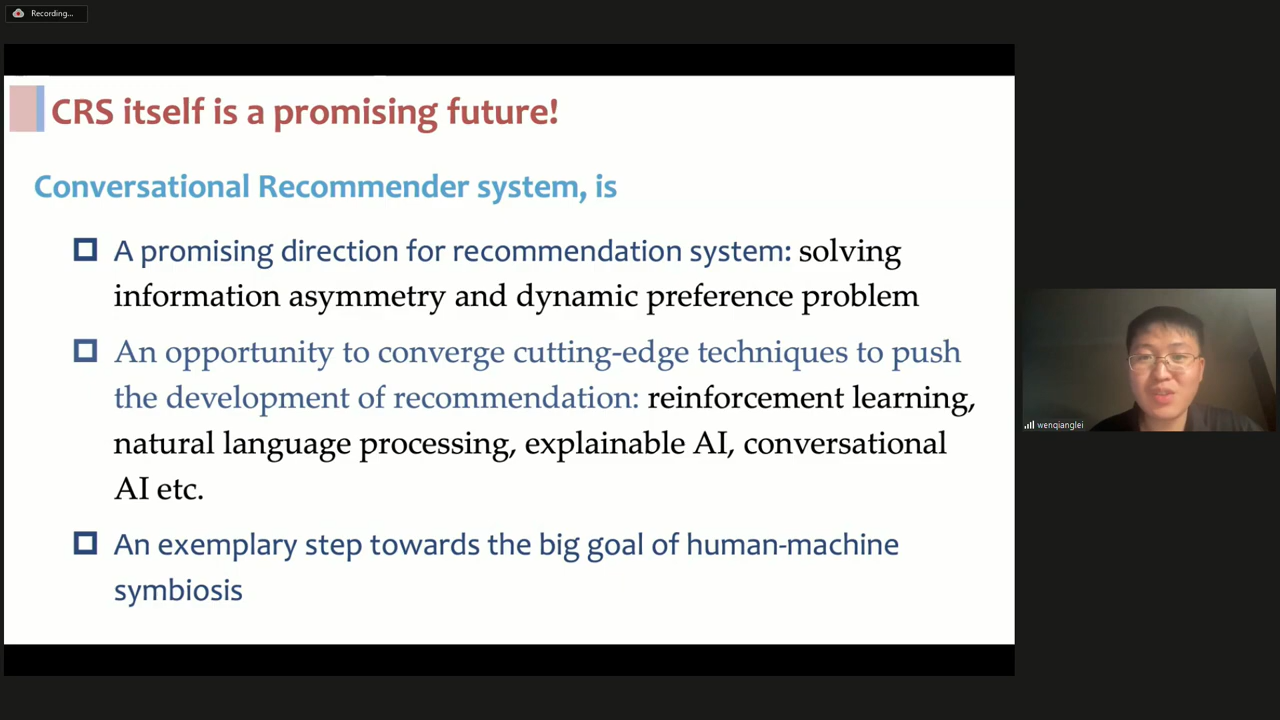 Recording...
CRS itself is a promising future!
Conversational Recommender system, is
A promising direction for recommendation system: solving
information asymmetry and dynamic preference problem
An opportunity to converge cutting-edge techniques to push
the development of recommendation: reinforcement learning,
natural language processing, explainable AI, conversational
AI etc.
An exemplary step towards the big goal of human-machine
symbiosis
wenqianglei